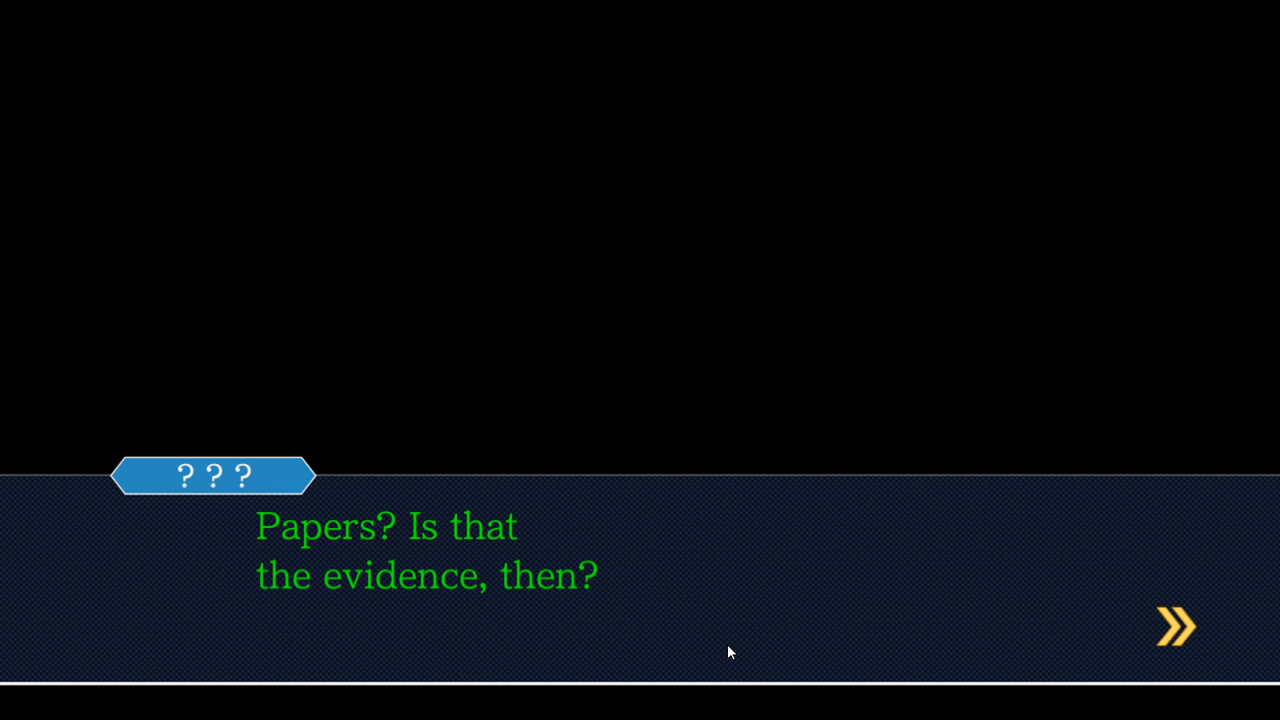 ? ? ?
Papers? Is that
the evidence, then?